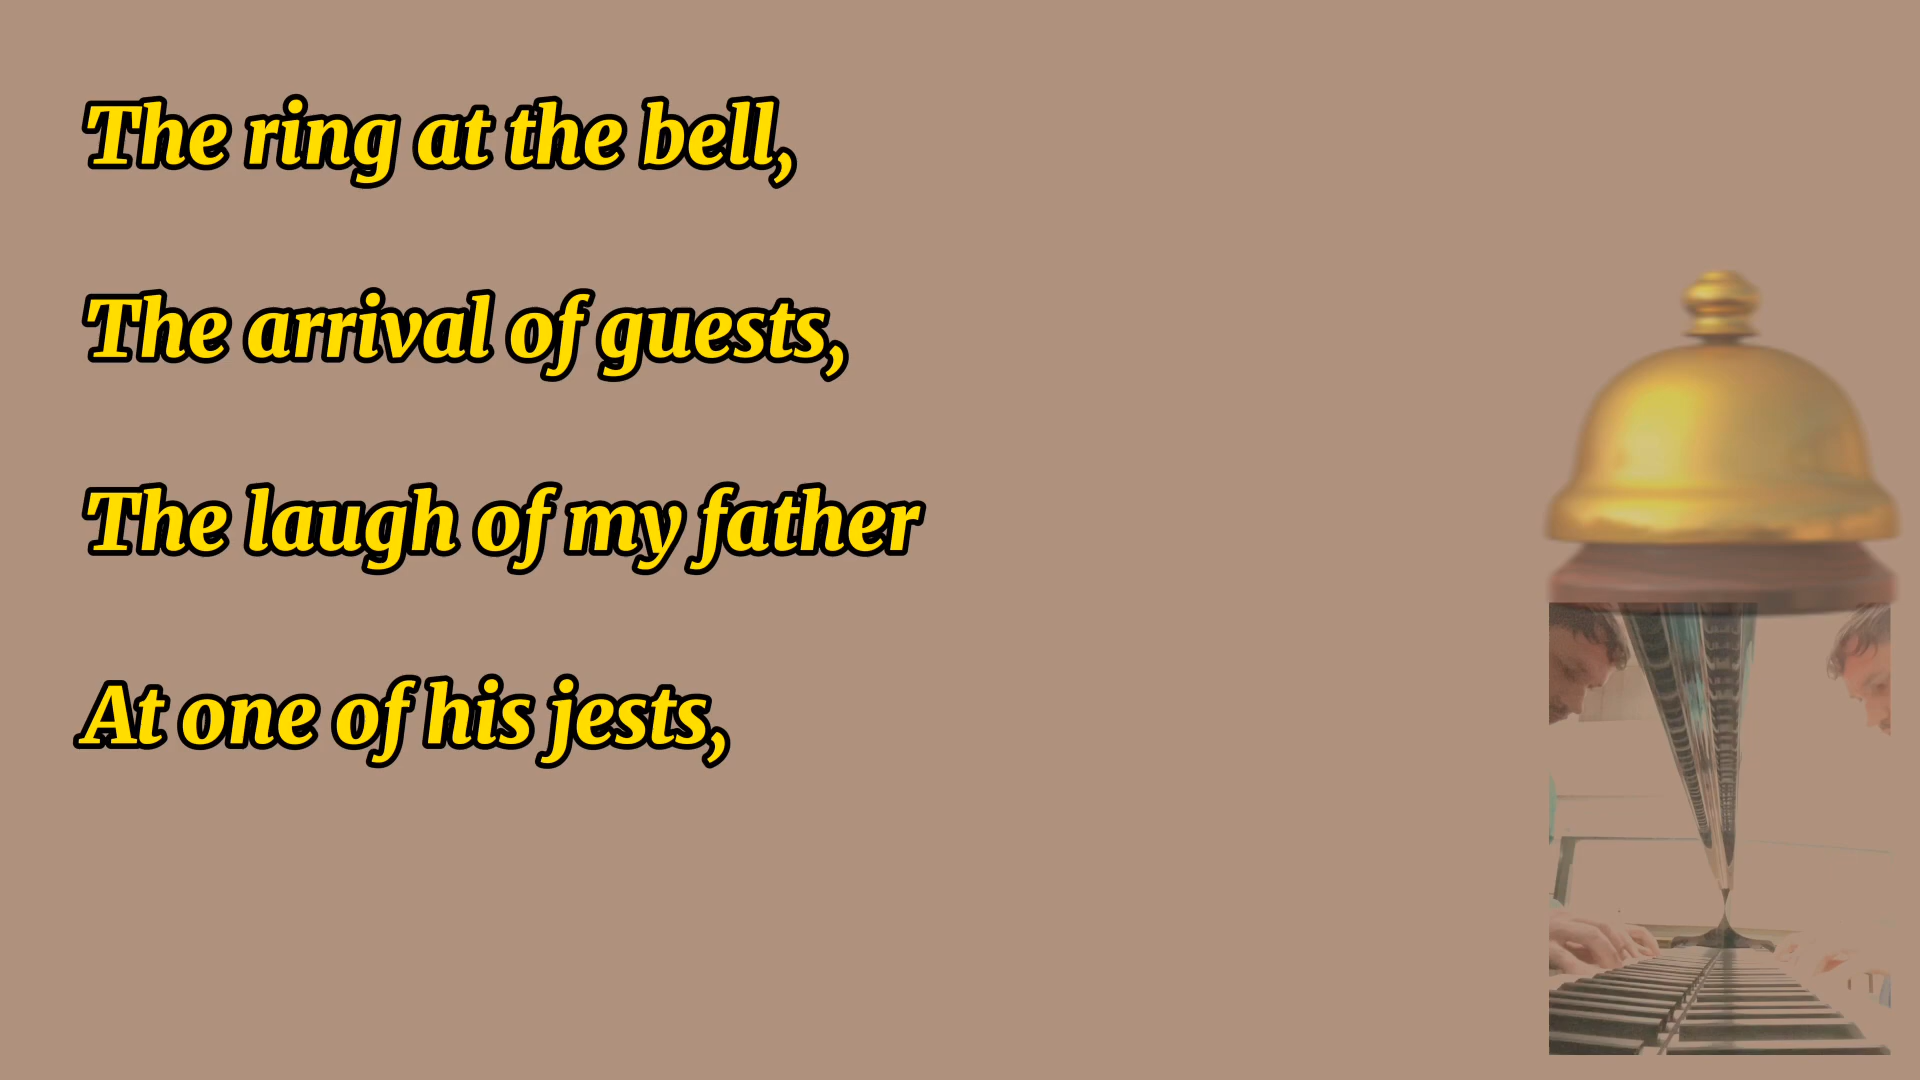 The ring at the bell,
The arrival of guests,
The laugh of my father
At one of his jests,